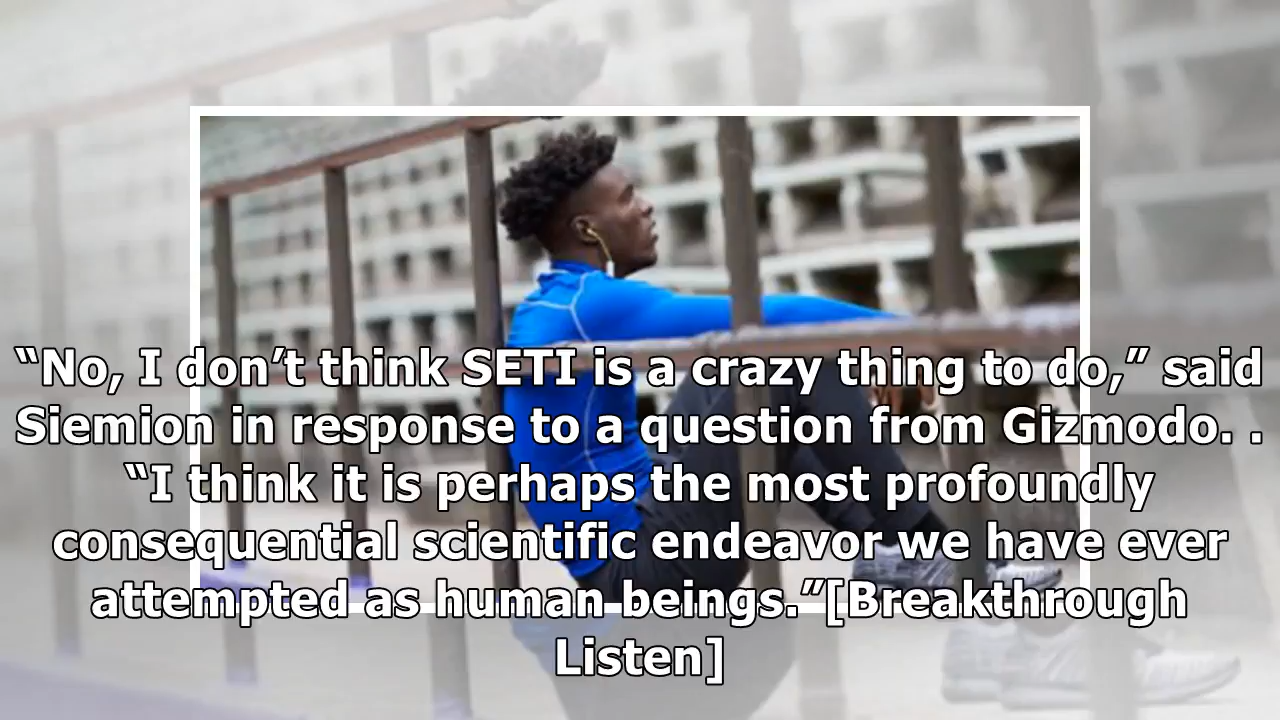 “No, I don’t think SETI is a crazy thing to do,” said
Siemion in response to a question from Gizmodo. .
“I think it is perhaps the most profoundly
consequential scientific endeavor we have ever
attempted as human beings.”[Breakthrough
Listen]